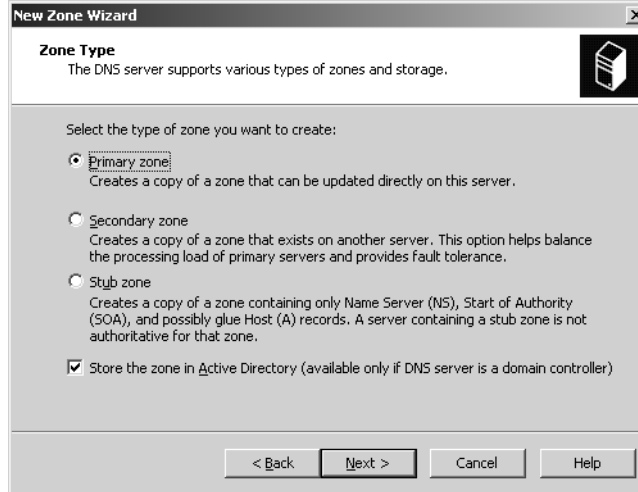 New Zone Wizard
Zone Type
The DNS server supports various types of zones and storage.
Select the type of zone you want to create:
Primary zone
Creates a copy of a zone that can be updated directly on this server.
Secondary zone
Creates a copy of a zone that exists on another server. This option helps balance
the processing load of primary servers and provides fault tolerance.
Stub zone
Creates a copy of a zone containing only Name Server (NS), Start of Authority
(SOA), and possibly glue Host (A) records. A server containing a stub zone is not
authoritative for that zone.
Store the zone in Active Directory (available only if DNS server is a domain controller)
< Back
Next >
Cancel
Help